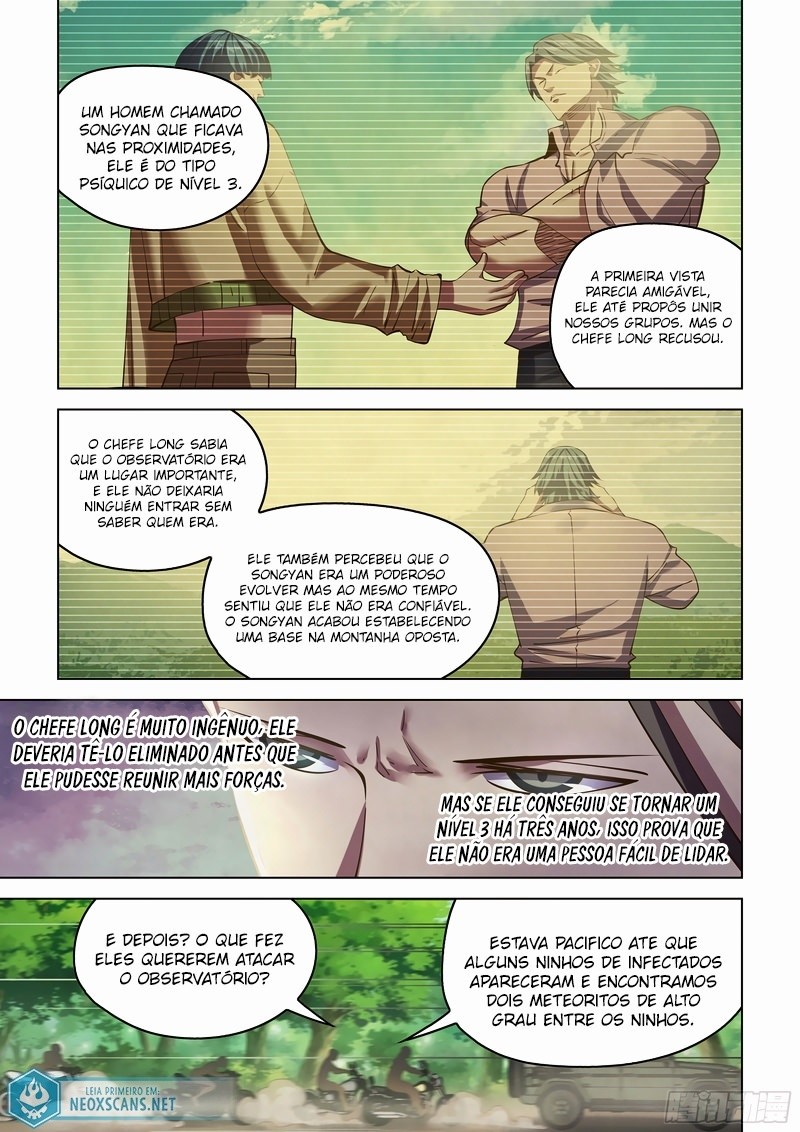 UM HOMEM CHAMADO
SONGYAN QUE FICAVA
NAS PROXIMIDADES,
ELE É DO TIPO
PSÍQUICO DE NÍVEL 3.
A PRIMEIRA VISTA
PARECIA AMIGÁVEL,
ELE ATÉ PROPÔS UNIR
NOSSOS GRUPOS. MAS O
CHEFE LONG RECUSOU.
O CHEFE LONG SABIA
QUE O OBSERVATÓRIO ERA
UM LUGAR IMPORTANTE,
E ELE NÃO DEIXARIA
NINGUÉM ENTRAR SEM
SABER QUEM ERA.
ELE TAMBÉM PERCEBEU QUE O
SONGYAN ERA UM PODEROSO
EVOLVER MAS AO MESMO TEMPO
SENTIU QUE ELE NÃO ERA CONFIÁVEL.
O SONGYAN ACABOU ESTABELECENDO
UMA BASE NA MONTANHA OPOSTA.
O CHEFE LONG É MUITO INGÊNUO, ELE
DEVERIA TÊ-LO ELIMINADO ANTES QUE
ELE PUDESSE REUNIR MAIS FORÇAS.
MAS SE ELE CONSEGUIU SE TORNAR UM
NÍVEL 3 HÁ TRÊS ANOS, ISSO PROVA QUE
ELE NÃO ERA UMA PESSOA FÁCIL DE LIDAR.
E DEPOIS? O QUE FEZ
ELES QUEREREM ATACAR
O OBSERVATÓRIO?
ESTAVA PACIFICO ATE QUE
ALGUNS NINHOS DE INFECTADOS
APARECERAM E ENCONTRAMOS
DOIS METEORITOS DE ALTO
GRAU ENTRE OS NINHOS.
LEIA PRIMEIRO EM:
NEOXSCANS.NET
腾讯动漫